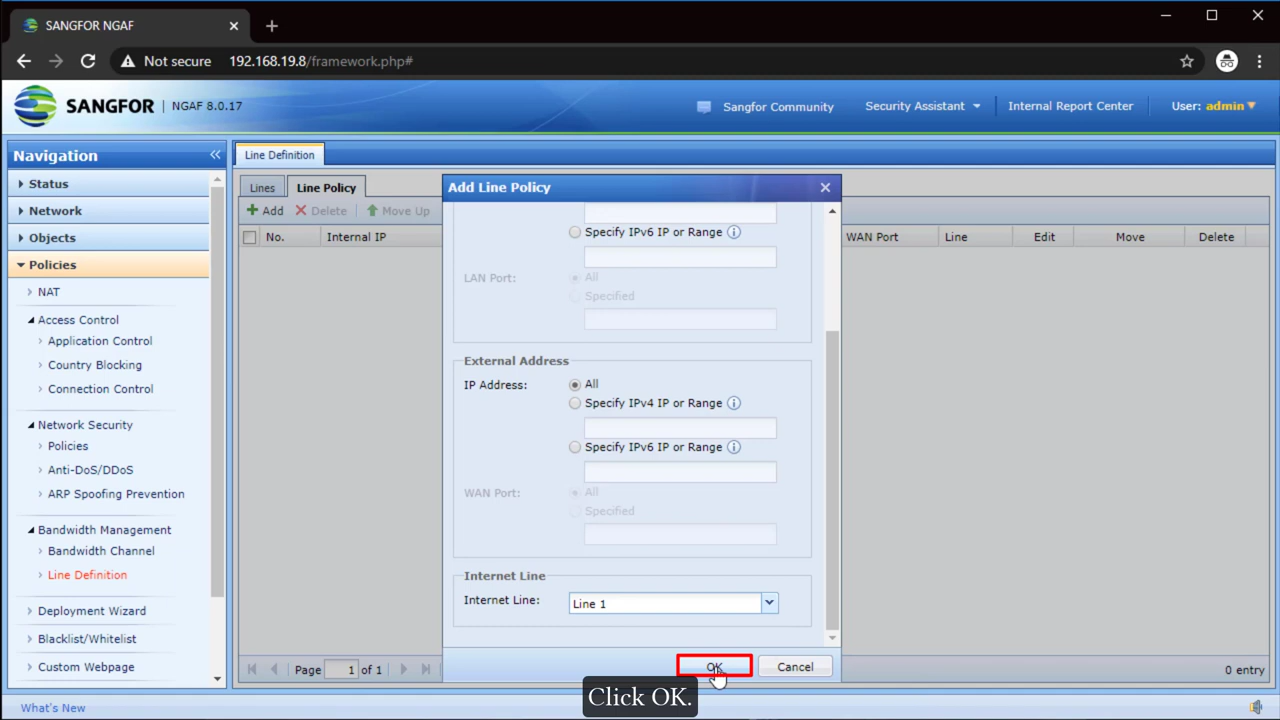 SANGFOR NGAF
Not secure 192.168.19.8/framework.php#
SANGFOR | NGAF 8.0.17
Sangfor Community
Security Assistant
Internal Report Center
User: admin
Navigation
Status
Network
Objects
Policies
NAT
Access Control
Application Control
Country Blocking
Connection Control
Network Security
Policies
Anti-DoS/DDoS
ARP Spoofing Prevention
Bandwidth Management
Bandwidth Channel
Line Definition
Deployment Wizard
Blacklist/Whitelist
Custom Webpage
Line Definition
Lines
Line Policy
Add Delete Move Up
No. Internal IP WAN Port Line Edit Move Delete
Add Line Policy
Specify IPv6 IP or Range
LAN Port: All
Specified
External Address
IP Address: All
Specify IPv4 IP or Range
Specify IPv6 IP or Range
WAN Port: All
Specified
Internet Line
Internet Line: Line 1
OK Cancel
Page 1 of 1
0 entry
Click OK.
What's New